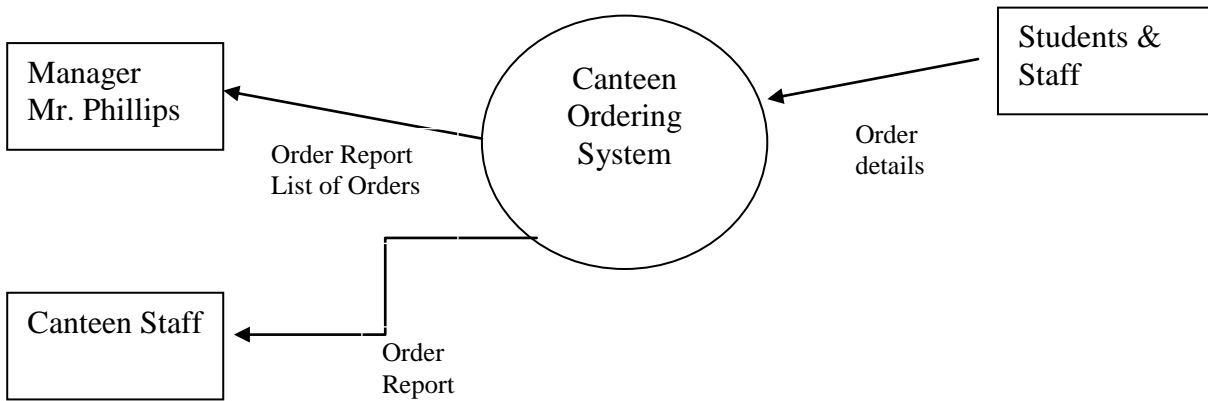 Manager
Mr. Phillips
Order Report
List of Orders
Canteen
Ordering
System
Order
details
Students &
Staff
Canteen Staff
Order
Report